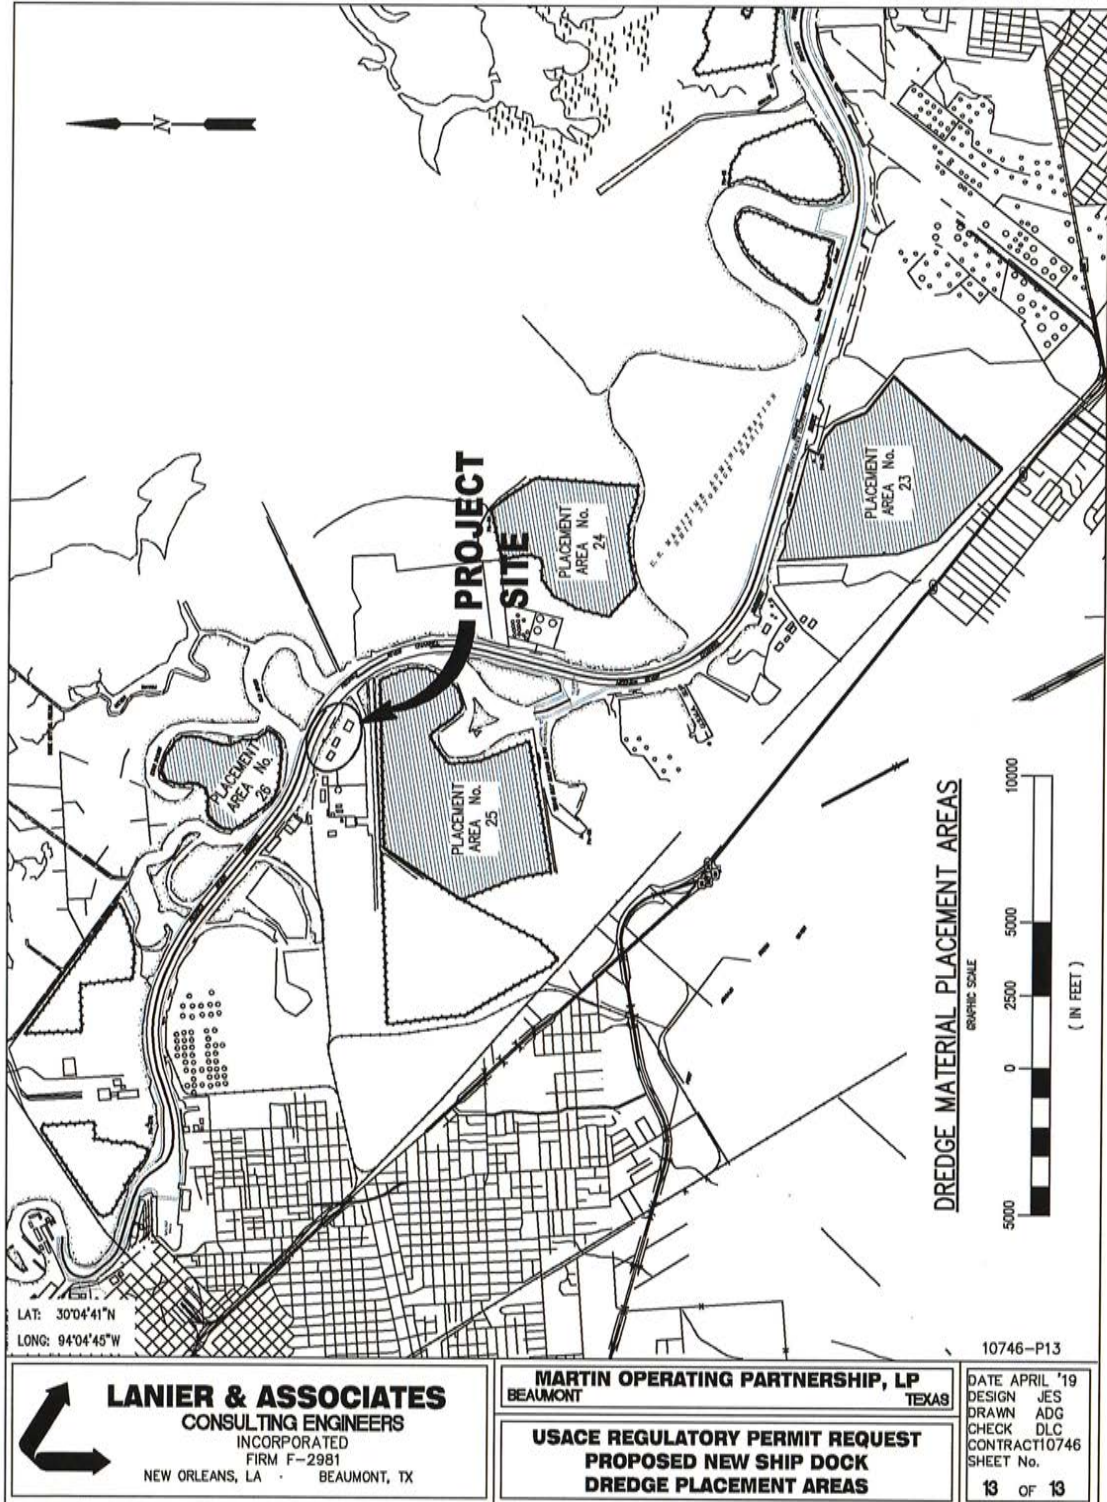 N
PROJECT
SITE
PLACEMENT
AREA No.
26
PLACEMENT
AREA No.
24
PLACEMENT
AREA No.
25
PLACEMENT
AREA No.
23
DREDGE MATERIAL PLACEMENT AREAS
GRAPHIC SCALE
5000 0 2500 5000 10000
( IN FEET )
LAT: 30°04'41"N
LONG: 94°04'45"W
10746-P13
LANIER & ASSOCIATES
CONSULTING ENGINEERS
INCORPORATED
FIRM F-2981
NEW ORLEANS, LA · BEAUMONT, TX
MARTIN OPERATING PARTNERSHIP, LP
BEAUMONT TEXAS
USACE REGULATORY PERMIT REQUEST
PROPOSED NEW SHIP DOCK
DREDGE PLACEMENT AREAS
DATE APRIL '19
DESIGN JES
DRAWN ADG
CHECK DLC
CONTRACT10746
SHEET No.
13 OF 13